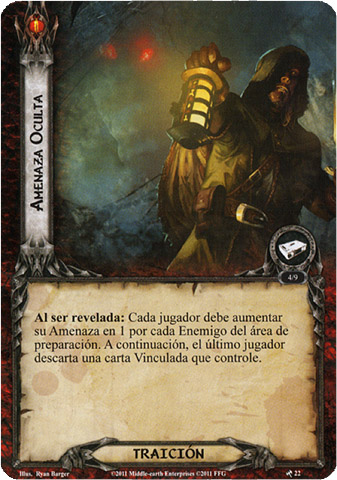 AMENAZA OCULTA
4/9
Al ser revelada: Cada jugador debe aumentar
su Amenaza en 1 por cada Enemigo del área de
preparación. A continuación, el último jugador
descarta una carta Vinculada que controle.
TRAICIÓN
Illus. Ryan Barger
©2011 Middle-earth Enterprises ©2011 FFG
22